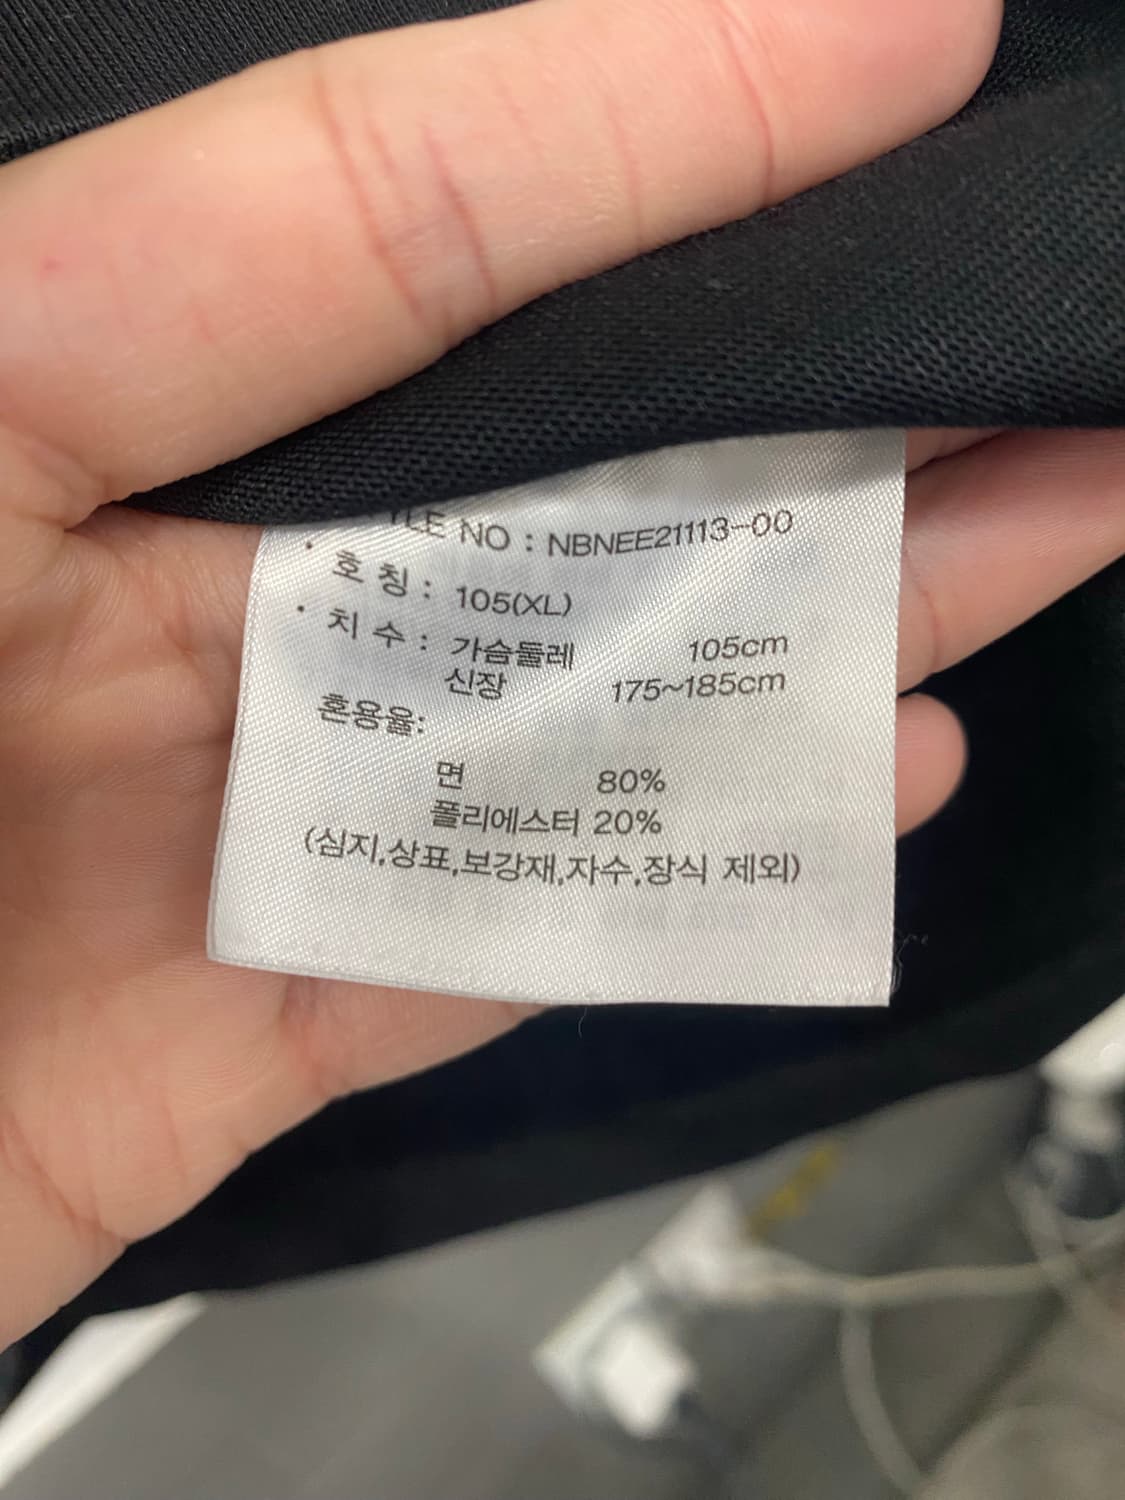 NO : NBNEE21113-00
· 호 칭 : 105(XL)
· 치 수 : 가슴둘레 105cm
신장 175~185cm
혼용율:
면 80%
폴리에스터 20%
(심지,상표,보강재,자수,장식 제외)